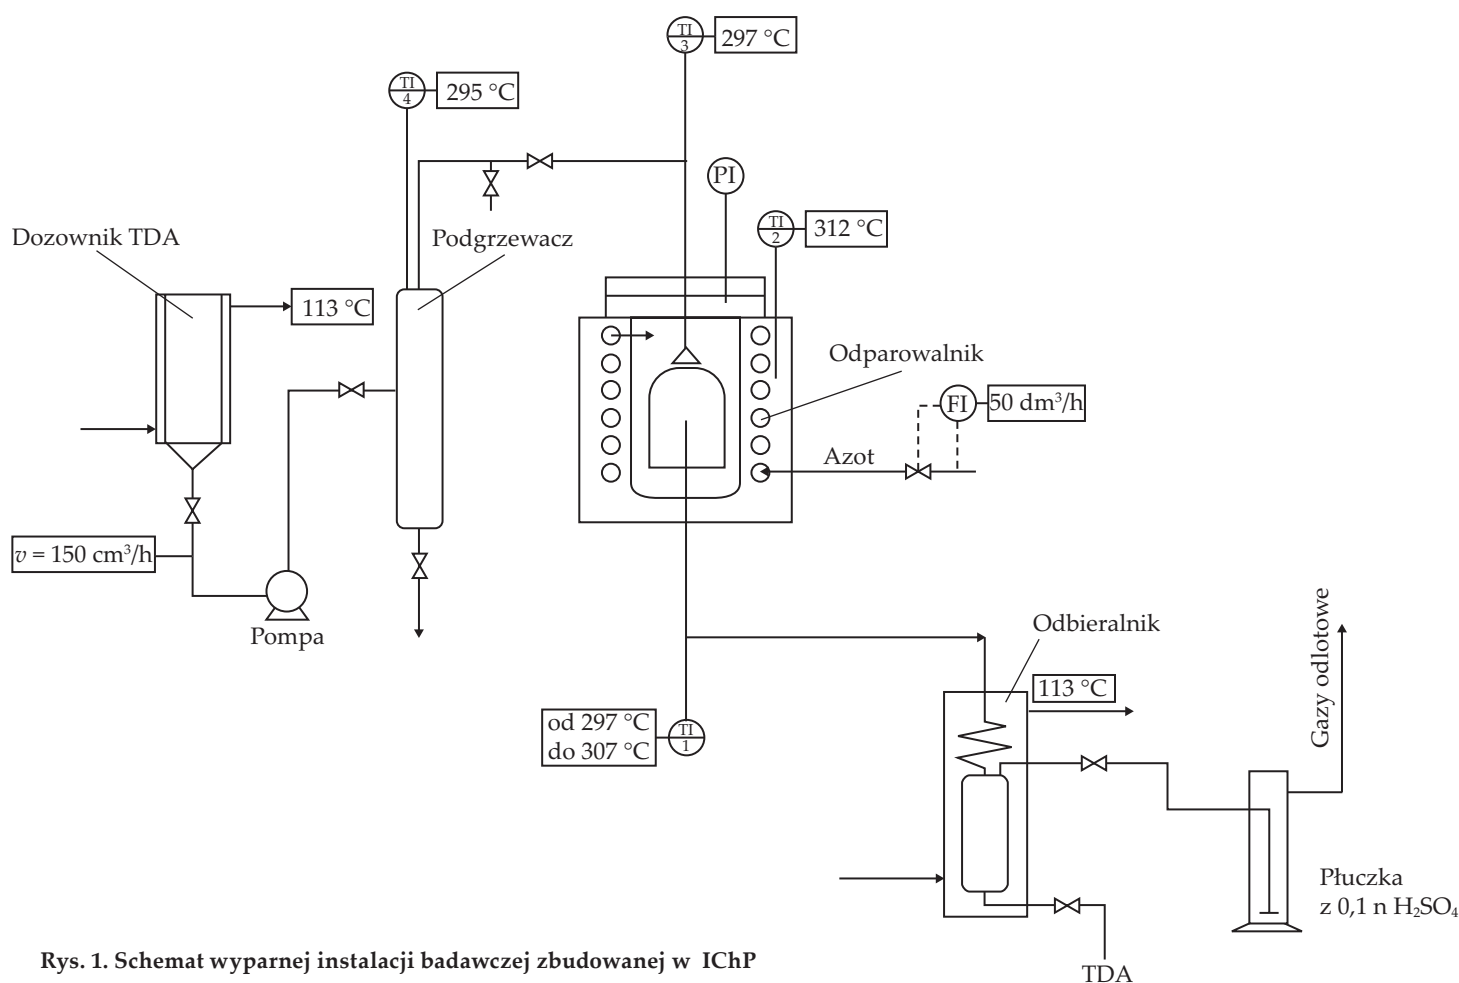 TI
3
297 °C
TI
4
295 °C
PI
TI
2
312 °C
Dozownik TDA
Podgrzewacz
113 °C
Odparowalnik
FI
50 dm³/h
Azot
v = 150 cm³/h
Pompa
Odbieralnik
113 °C
od 297 °C
do 307 °C
TI
1
Gazy odlotowe
Płuczka
z 0,1 n H₂SO₄
TDA
Rys. 1. Schemat wyparnej instalacji badawczej zbudowanej w IChP